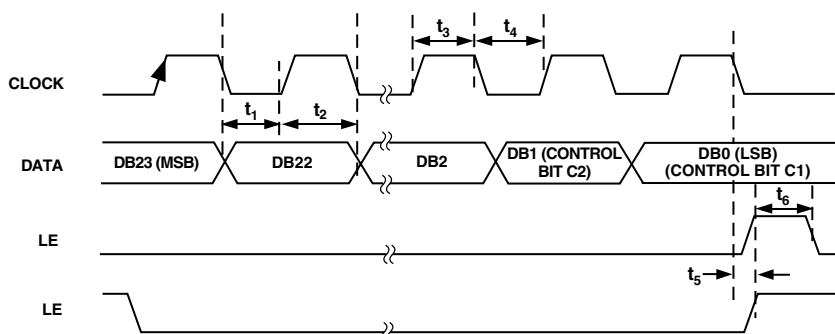 t3 t4
CLOCK
t1 t2
DATA
DB23 (MSB) DB22 DB2 DB1 (CONTROL BIT C2) DB0 (LSB) (CONTROL BIT C1)
t6
LE
t5
LE